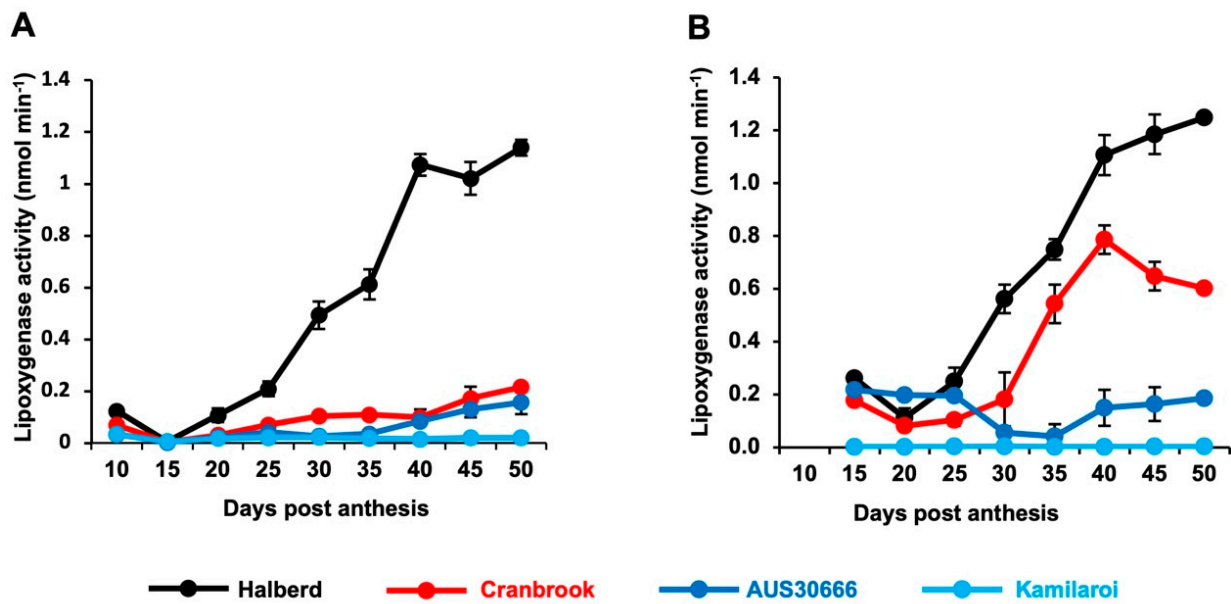 A
Lipoxygenase activity (nmol min⁻¹)
1.4
1.2
1
0.8
0.6
0.4
0.2
0
10 15 20 25 30 35 40 45 50
Days post anthesis
B
Lipoxygenase activity (nmol min⁻¹)
1.4
1.2
1.0
0.8
0.6
0.4
0.2
0.0
10 15 20 25 30 35 40 45 50
Days post anthesis
Halberd Cranbrook AUS30666 Kamilaroi